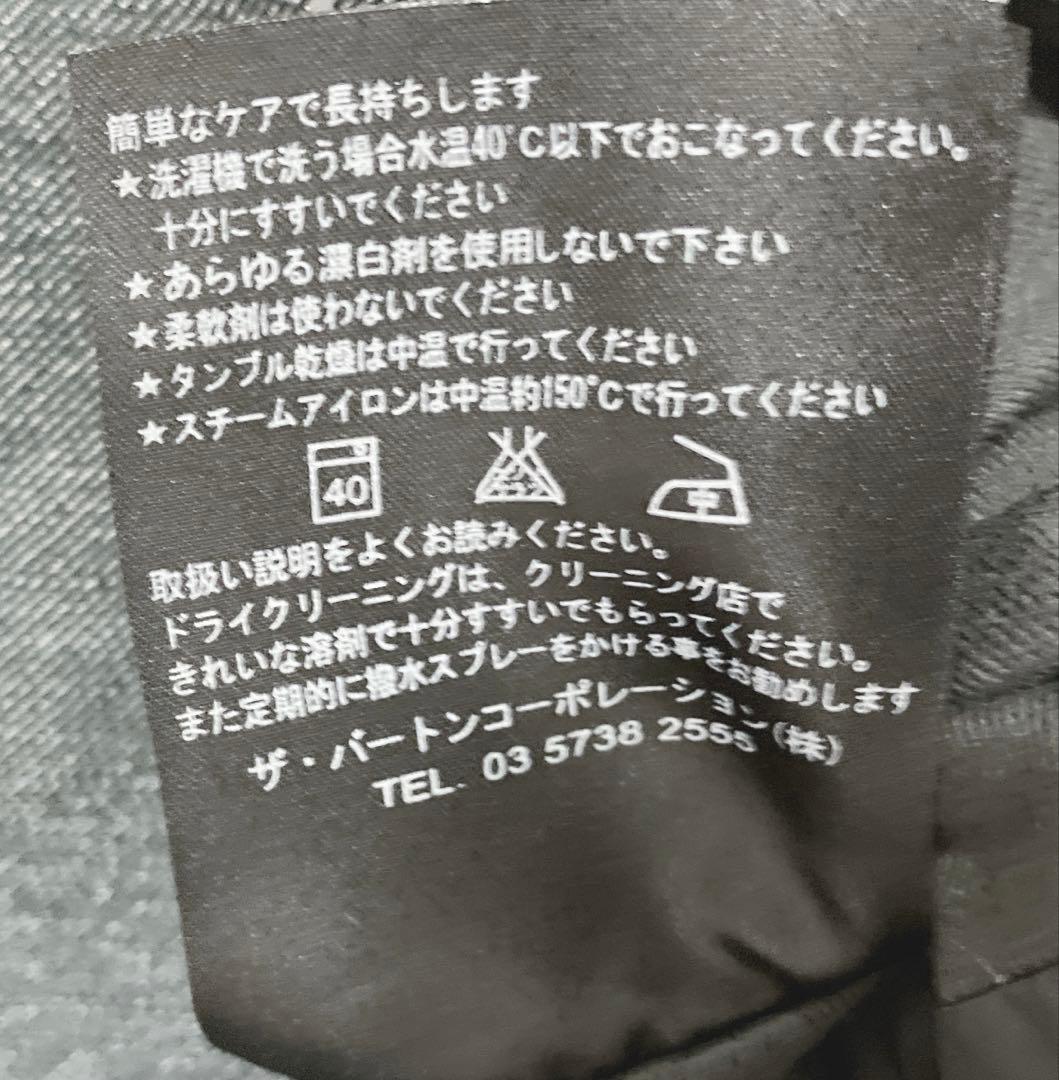 簡単なケアで長持ちします
★洗濯機で洗う場合水温40°C以下でおこなってください。
十分にすすいでください
★あらゆる漂白剤を使用しないで下さい
★柔軟剤は使わないでください
★タンブル乾燥は中温で行ってください
★スチームアイロンは中温約150°Cで行ってください
40 中
取扱い説明をよくお読みください。
ドライクリーニングは、クリーニング店で
きれいな溶剤で十分すすいでもらってください。
また定期的に撥水スプレーをかける事をお勧めします
ザ・バートンコーポレーション(株)
TEL. 03 5738 2555